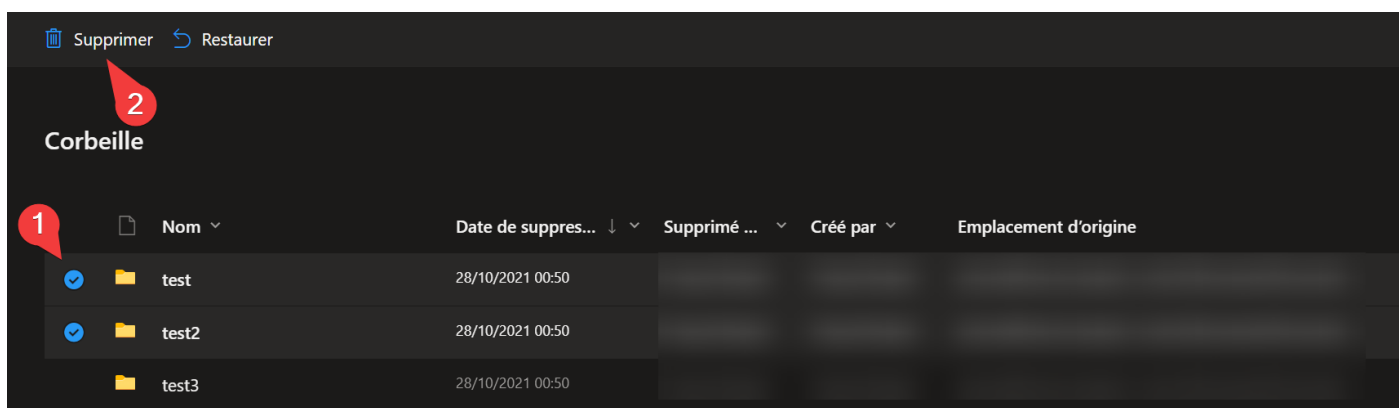 Supprimer Restaurer
2
Corbeille
1
Nom Date de suppres... Supprimé ... Créé par Emplacement d'origine
test 28/10/2021 00:50
test2 28/10/2021 00:50
test3 28/10/2021 00:50